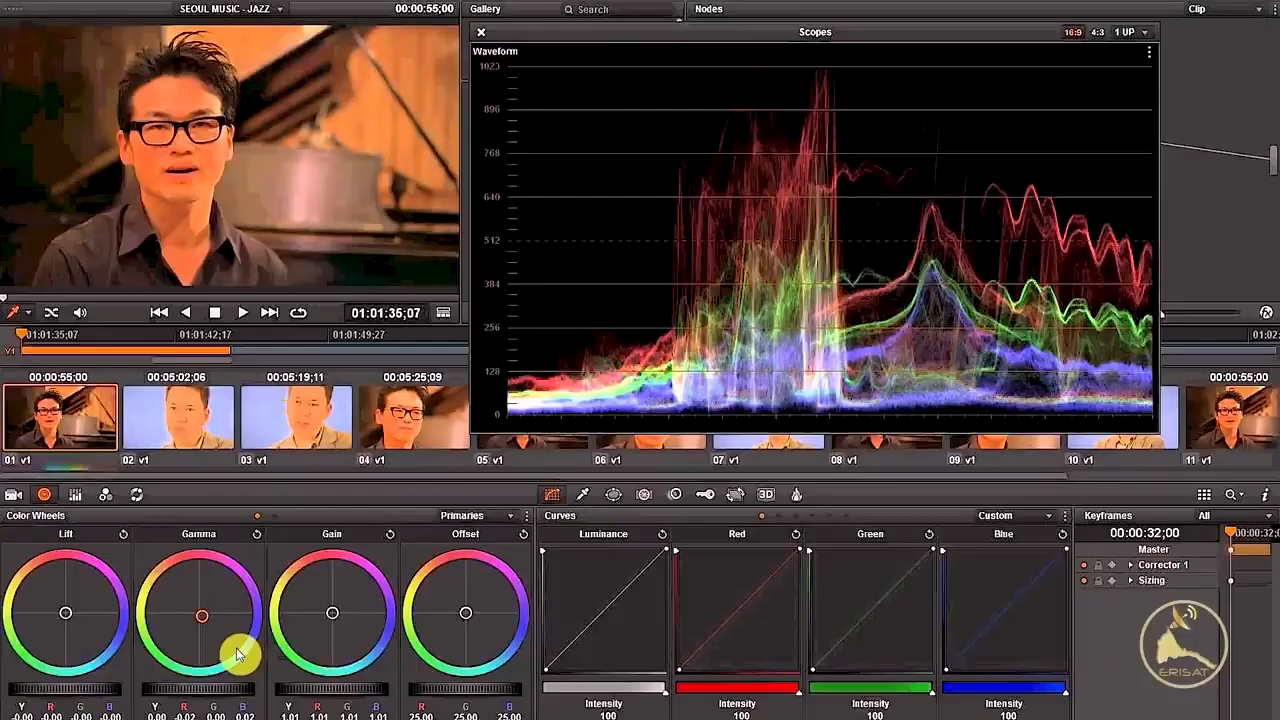 SEOUL MUSIC - JAZZ 00:00:55;00 Gallery Search Nodes Clip
Scopes 16:9 4:3 1 UP
Waveform
1023
896
768
640
512
384
256
128
0
01:01:35;07
01:01:35;07 01:01:42;17 01:01:49;27 01:02:
V1
00:00:55;00 00:05:02;06 00:05:19;11 00:05:25;09 00:00:55;00
01 V1 02 V1 03 V1 04 V1 05 V1 06 V1 07 V1 08 V1 09 V1 10 V1 11 V1
3D
Color Wheels Primaries Curves Custom Keyframes All
Lift Gamma Gain Offset Luminance Red Green Blue 00:00:32;00 00:00:32;0
Master
Corrector 1
Sizing
ERISAT
Y R G B Y R G B Y R G B R G B Intensity Intensity Intensity Intensity
-0.00 -0.00 -0.00 -0.00 0.00 -0.02 0.00 0.02 1.01 1.01 1.01 1.01 25.00 25.00 25.00 100 100 100 100